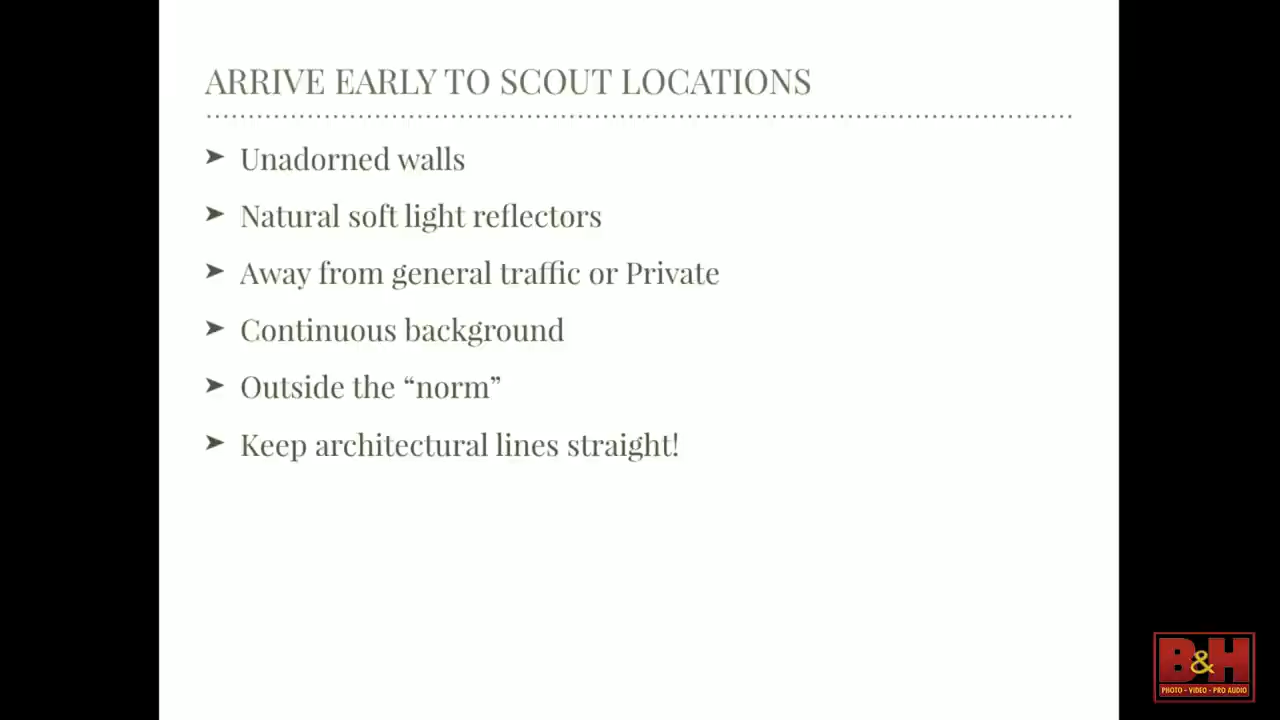 ARRIVE EARLY TO SCOUT LOCATIONS
➤ Unadorned walls
➤ Natural soft light reflectors
➤ Away from general traffic or Private
➤ Continuous background
➤ Outside the “norm”
➤ Keep architectural lines straight!
B&H
PHOTO - VIDEO - PRO AUDIO